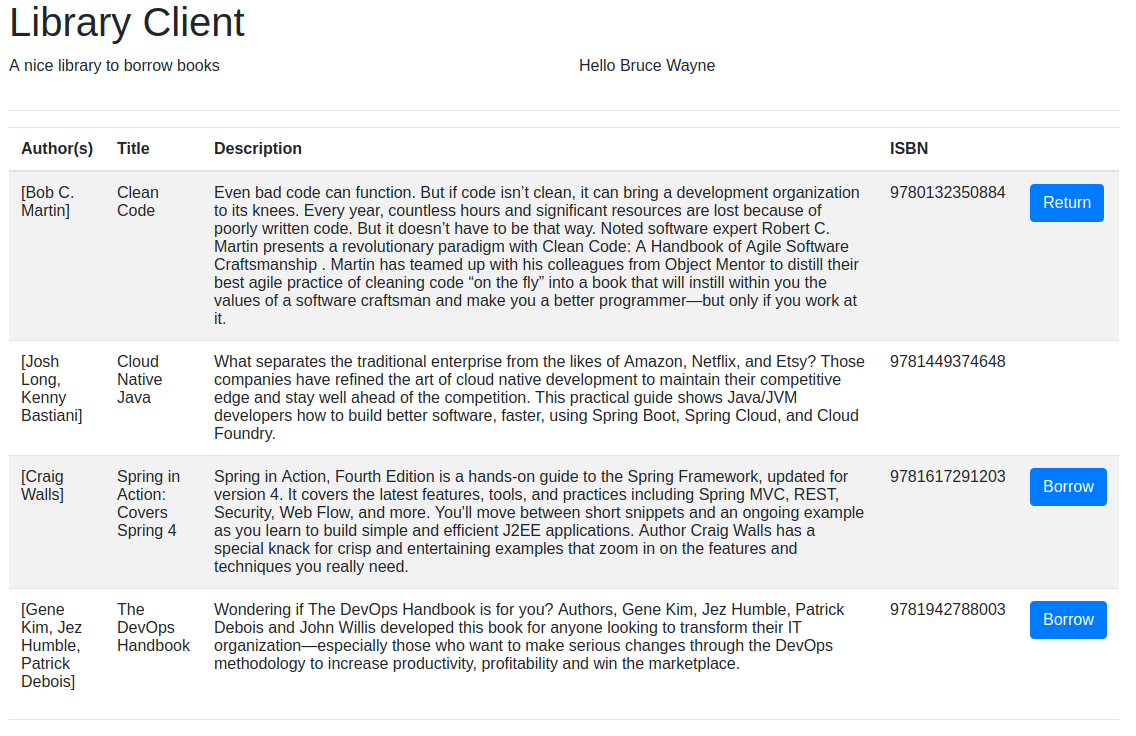 Library Client
A nice library to borrow books
Hello Bruce Wayne
Author(s) Title Description ISBN
[Bob C.
Martin]
Clean
Code
Even bad code can function. But if code isn’t clean, it can bring a development organization
to its knees. Every year, countless hours and significant resources are lost because of
poorly written code. But it doesn’t have to be that way. Noted software expert Robert C.
Martin presents a revolutionary paradigm with Clean Code: A Handbook of Agile Software
Craftsmanship . Martin has teamed up with his colleagues from Object Mentor to distill their
best agile practice of cleaning code “on the fly” into a book that will instill within you the
values of a software craftsman and make you a better programmer—but only if you work at
it.
9780132350884
Return
[Josh
Long,
Kenny
Bastiani]
Cloud
Native
Java
What separates the traditional enterprise from the likes of Amazon, Netflix, and Etsy? Those
companies have refined the art of cloud native development to maintain their competitive
edge and stay well ahead of the competition. This practical guide shows Java/JVM
developers how to build better software, faster, using Spring Boot, Spring Cloud, and Cloud
Foundry.
9781449374648
[Craig
Walls]
Spring in
Action:
Covers
Spring 4
Spring in Action, Fourth Edition is a hands-on guide to the Spring Framework, updated for
version 4. It covers the latest features, tools, and practices including Spring MVC, REST,
Security, Web Flow, and more. You'll move between short snippets and an ongoing example
as you learn to build simple and efficient J2EE applications. Author Craig Walls has a
special knack for crisp and entertaining examples that zoom in on the features and
techniques you really need.
9781617291203
Borrow
[Gene
Kim, Jez
Humble,
Patrick
Debois]
The
DevOps
Handbook
Wondering if The DevOps Handbook is for you? Authors, Gene Kim, Jez Humble, Patrick
Debois and John Willis developed this book for anyone looking to transform their IT
organization—especially those who want to make serious changes through the DevOps
methodology to increase productivity, profitability and win the marketplace.
9781942788003
Borrow